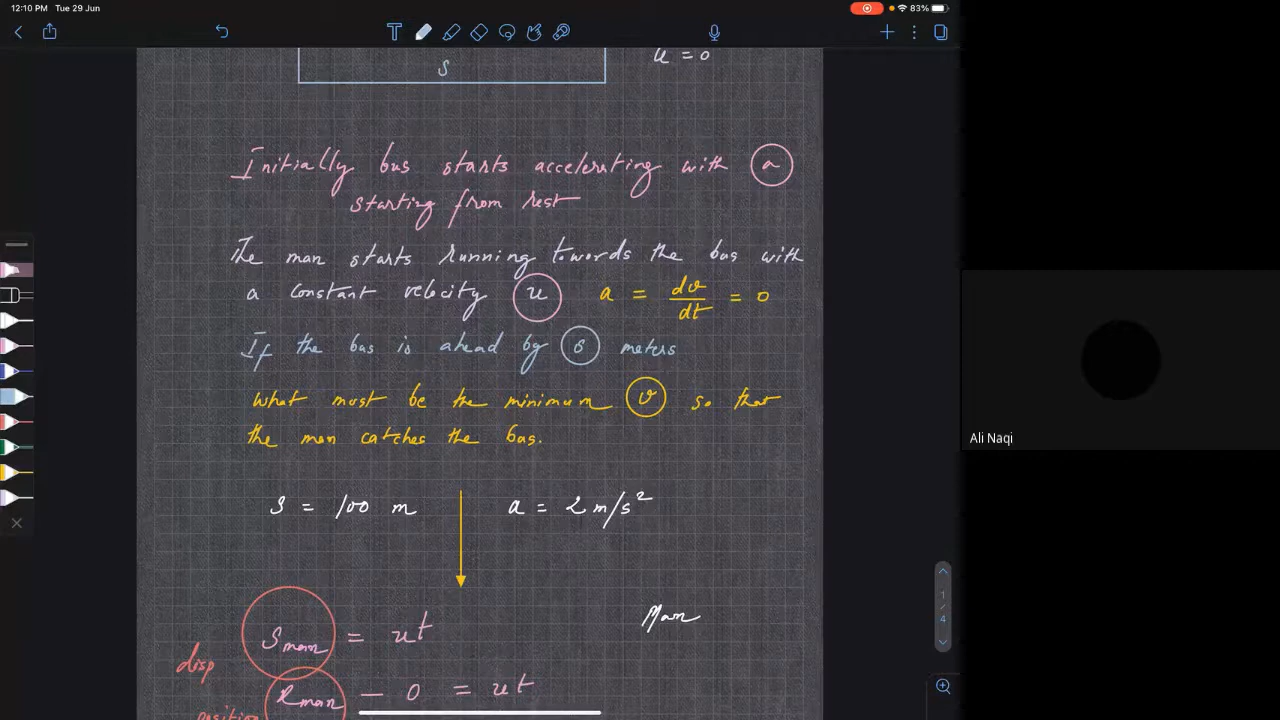 12:10 PM Tue 29 Jun
83%
S
u = 0
Initially bus starts accelerating with a
starting from rest
The man starts running towards the bus with
a constant velocity u a = dv/dt = 0
If the bus is ahead by s meters
What must be the minimum v so that
the man catches the bus.
S = 100 m a = 2 m/s²
Man
Sman = ut
disp
xman - 0 = ut
position
1/4
Ali Naqi